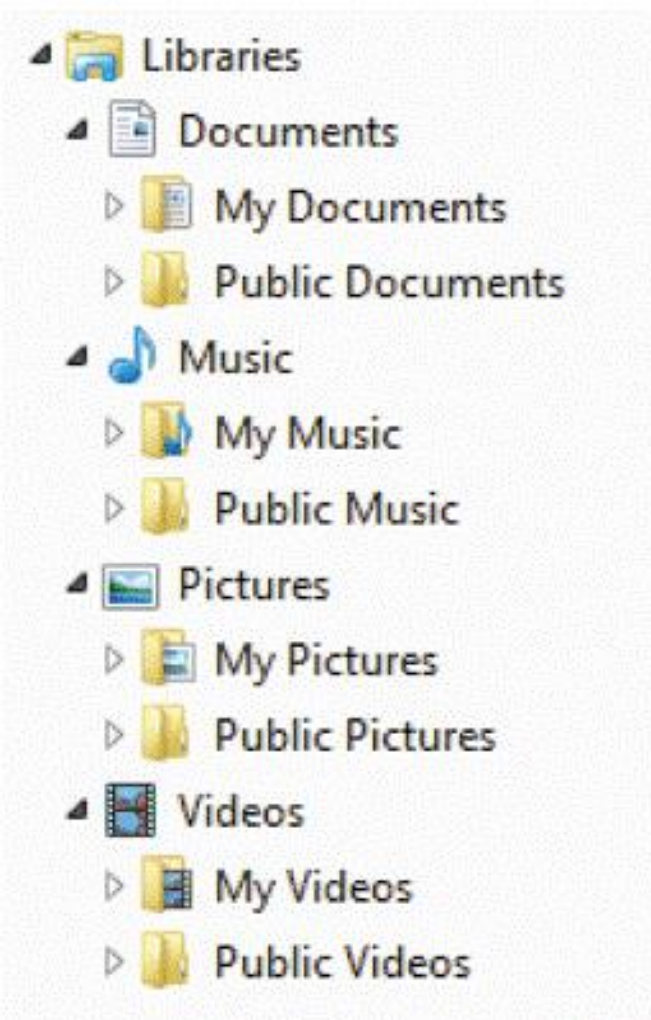 Libraries
Documents
My Documents
Public Documents
Music
My Music
Public Music
Pictures
My Pictures
Public Pictures
Videos
My Videos
Public Videos